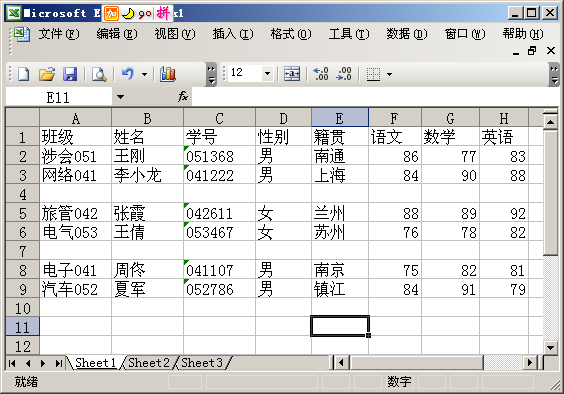 Microsoft E
k1
拼
文件(F) 编辑(E) 视图(V) 插入(I) 格式(O) 工具(T) 数据(D) 窗口(W) 帮助(H)
12
E11 fx
A B C D E F G H
1 班级 姓名 学号 性别 籍贯 语文 数学 英语
2 涉会051 王刚 051368 男 南通 86 77 83
3 网络041 李小龙 041222 男 上海 84 90 88
4
5 旅管042 张霞 042611 女 兰州 88 89 92
6 电气053 王倩 053467 女 苏州 76 78 82
7
8 电子041 周佟 041107 男 南京 75 82 81
9 汽车052 夏军 052786 男 镇江 84 91 79
10
11
12
Sheet1 Sheet2 Sheet3
就绪 数字